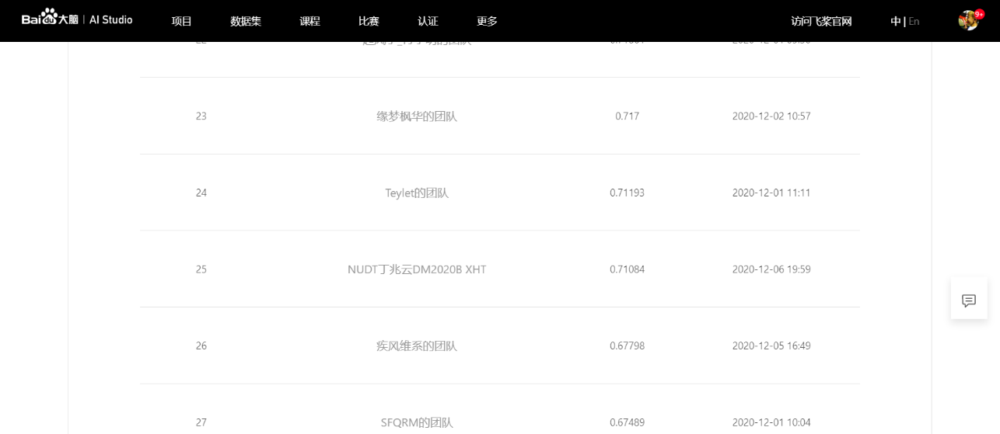 Bai du 大脑 | AI Studio 项目 数据集 课程 比赛 认证 更多 访问飞桨官网 中 | En 9+
23 缘梦枫华的团队 0.717 2020-12-02 10:57
24 Teylet的团队 0.71193 2020-12-01 11:11
25 NUDT丁兆云DM2020B XHT 0.71084 2020-12-06 19:59
26 疾风维系的团队 0.67798 2020-12-05 16:49
27 SFQRM的团队 0.67489 2020-12-01 10:04